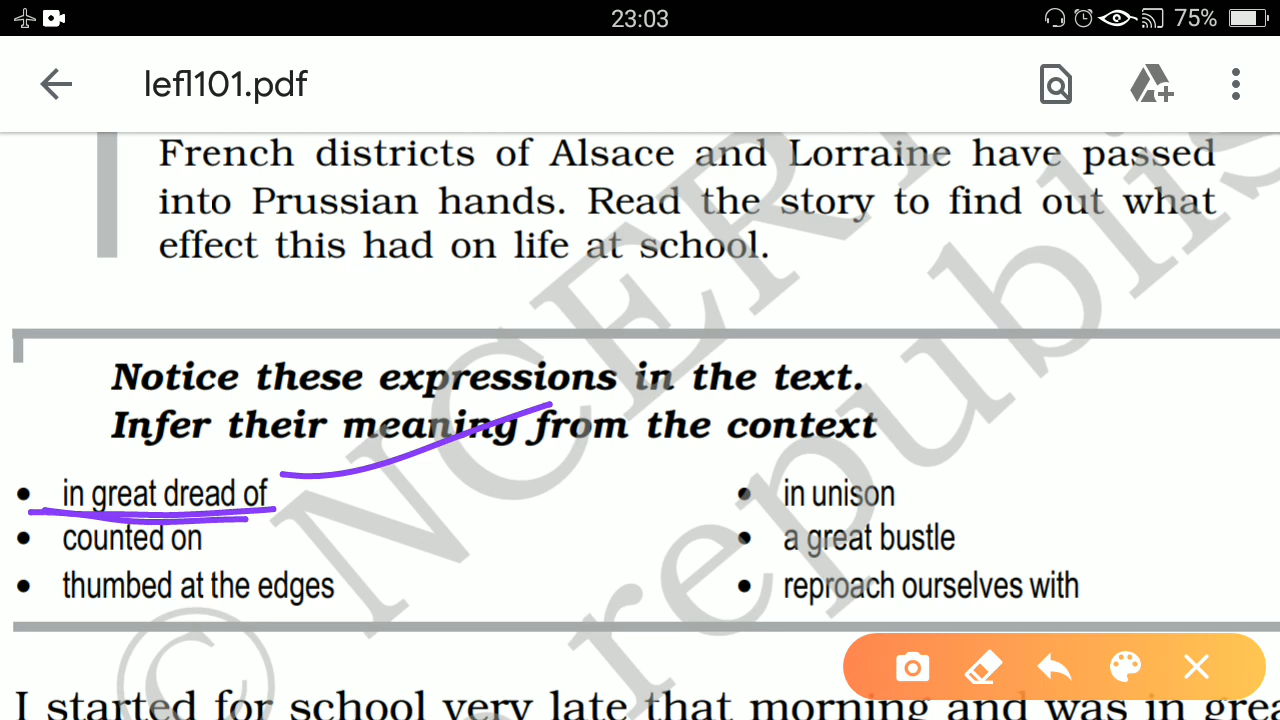 23:03 75%
lefl101.pdf
French districts of Alsace and Lorraine have passed
into Prussian hands. Read the story to find out what
effect this had on life at school.
Notice these expressions in the text.
Infer their meaning from the context
• in great dread of • in unison
• counted on • a great bustle
• thumbed at the edges • reproach ourselves with
I started for school very late that morning and was in
© NCERT
republis